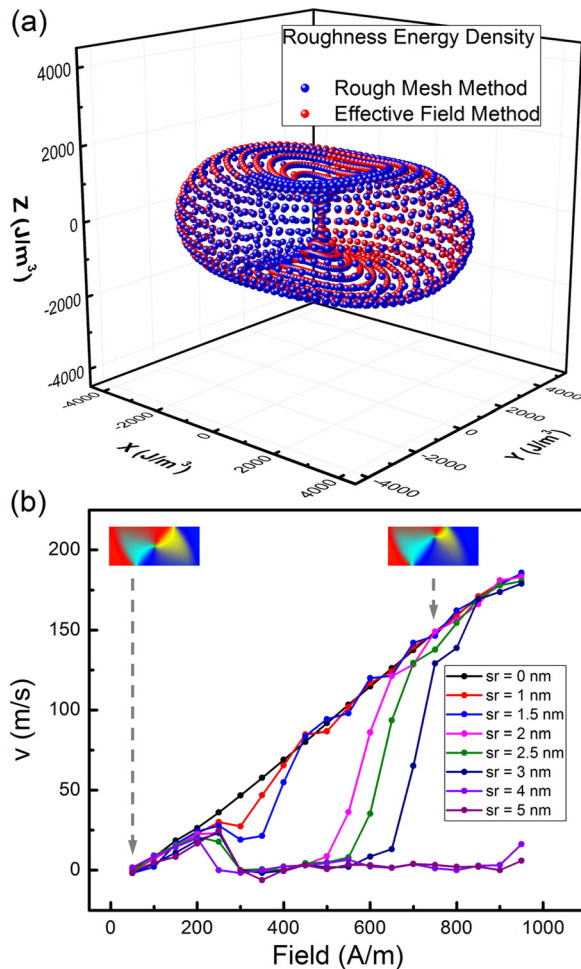 (a)
Roughness Energy Density
Rough Mesh Method
Effective Field Method
4000
2000
0
-2000
-4000
Z (J/m³)
-4000
-2000
0
2000
4000
X (J/m³)
-4000
-2000
0
2000
4000
Y (J/m³)
(b)
200
150
100
50
0
v (m/s)
sr = 0 nm
sr = 1 nm
sr = 1.5 nm
sr = 2 nm
sr = 2.5 nm
sr = 3 nm
sr = 4 nm
sr = 5 nm
0 200 400 600 800 1000
Field (A/m)